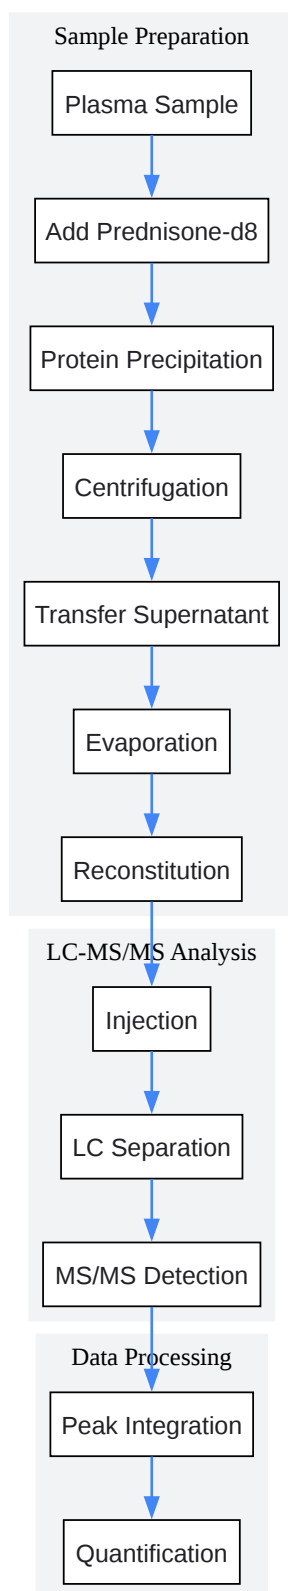 Sample Preparation
Plasma Sample
Add Prednisone-d8
Protein Precipitation
Centrifugation
Transfer Supernatant
Evaporation
Reconstitution
LC-MS/MS Analysis
Injection
LC Separation
MS/MS Detection
Data Processing
Peak Integration
Quantification